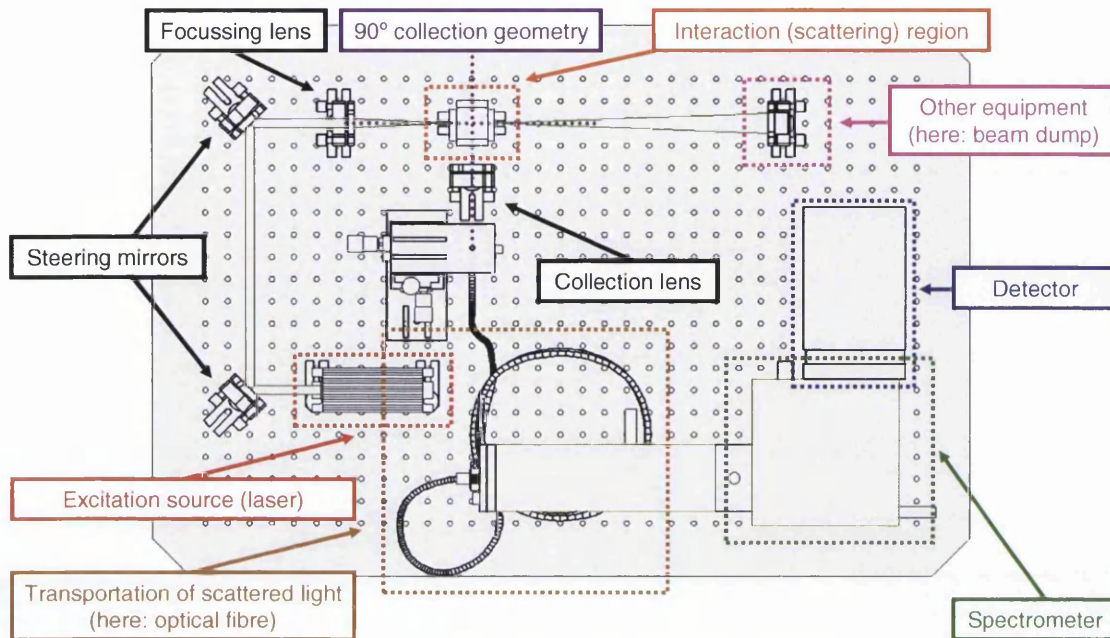 Focussing lens
90º collection geometry
Interaction (scattering) region
Other equipment
(here: beam dump)
Steering mirrors
Collection lens
Detector
Excitation source (laser)
Transportation of scattered light
(here: optical fibre)
Spectrometer